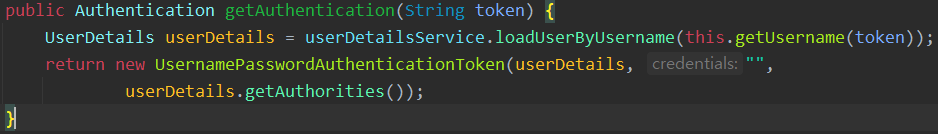 public Authentication getAuthentication(String token) {
UserDetails userDetails = userDetailsService.loadUserByUsername(this.getUsername(token));
return new UsernamePasswordAuthenticationToken(userDetails, credentials: "",
userDetails.getAuthorities());
}